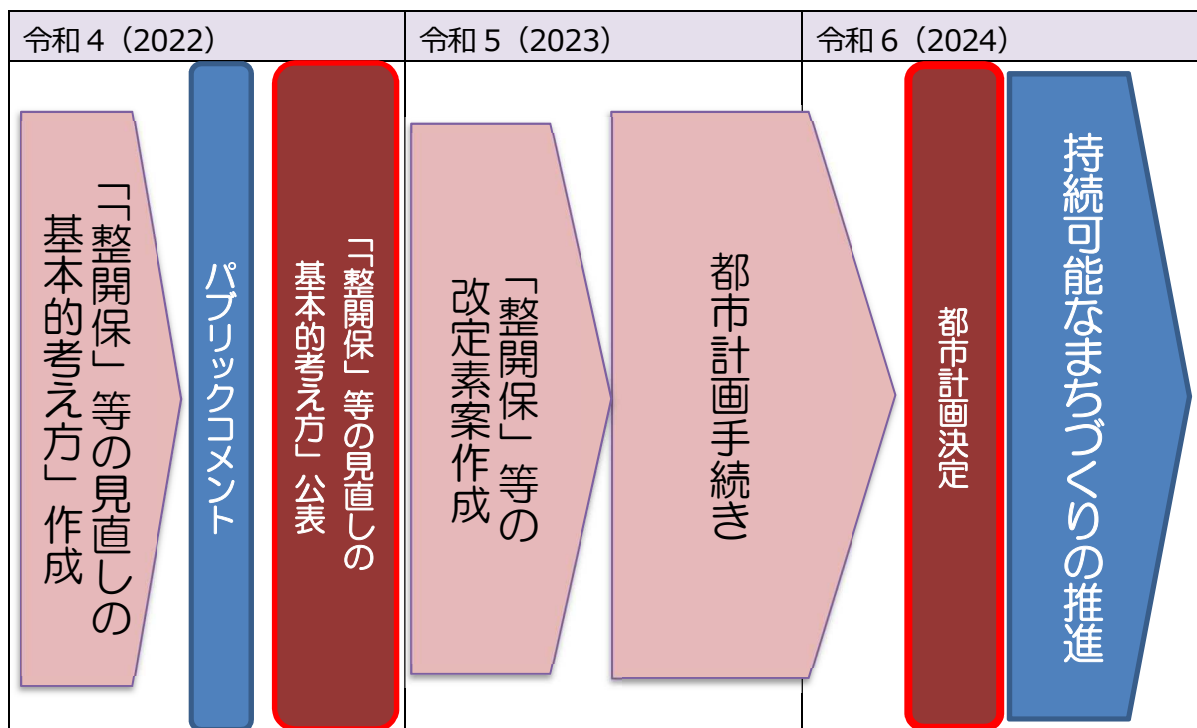 令和４（2022）
令和５（2023）
令和６（2024）
「「整開保」等の見直しの
基本的考え方」作成
パブリックコメント
「「整開保」等の見直しの
基本的考え方」公表
「整開保」等の
改定素案作成
都市計画手続き
都市計画決定
持続可能なまちづくりの推進